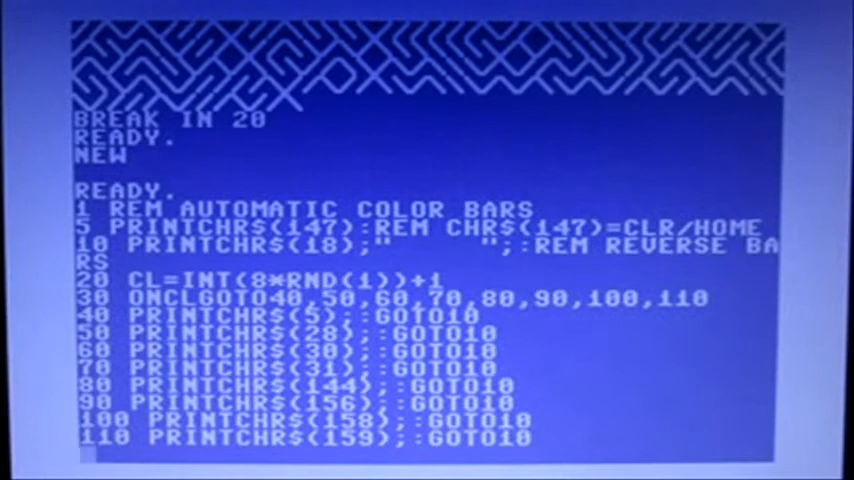 BREAK IN 20
READY.
NEW
READY.
1 REM AUTOMATIC COLOR BARS
5 PRINTCHR$(147):REM CHR$(147)=CLR/HOME
10 PRINTCHR$(18);"     ";:REM REVERSE BA
RS
20 CL=INT(8*RND(1))+1
30 ONCLGOTO40,50,60,70,80,90,100,110
40 PRINTCHR$(5);:GOTO10
50 PRINTCHR$(28);:GOTO10
60 PRINTCHR$(30);:GOTO10
70 PRINTCHR$(31);:GOTO10
80 PRINTCHR$(144);:GOTO10
90 PRINTCHR$(156);:GOTO10
100 PRINTCHR$(158);:GOTO10
110 PRINTCHR$(159);:GOTO10